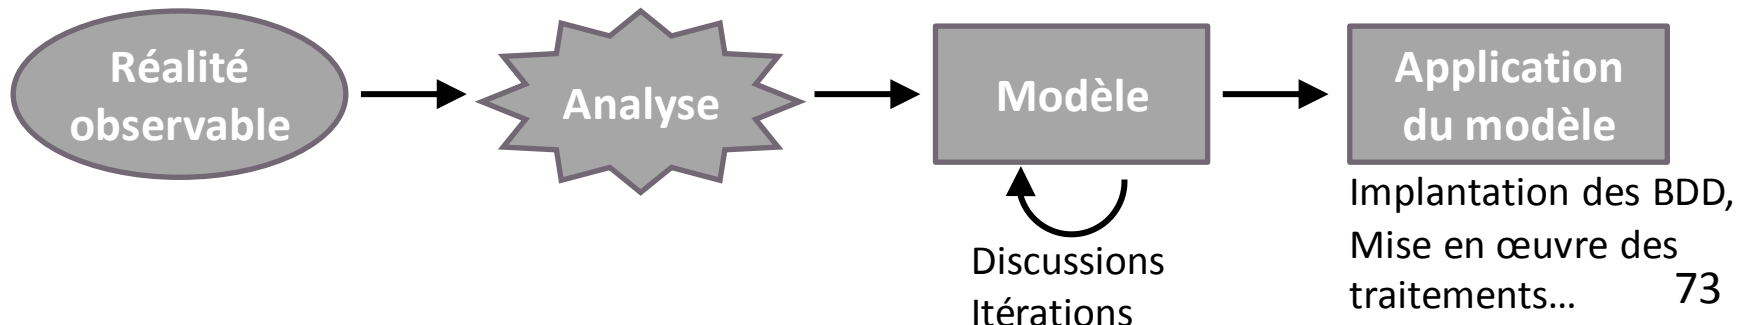 Réalité
observable
Analyse
Modèle
Application
du modèle
Discussions
Itérations
Implantation des BDD,
Mise en œuvre des
traitements...
73